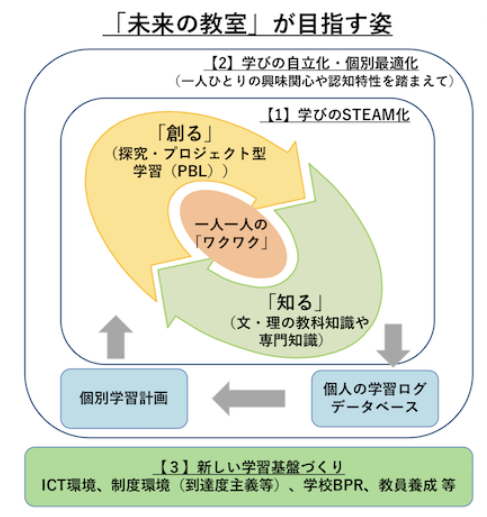 「未来の教室」が目指す姿
【2】学びの自立化・個別最適化
（一人ひとりの興味関心や認知特性を踏まえて）
【1】学びのSTEAM化
「創る」
（探究・プロジェクト型
学習（PBL））
一人一人の
「ワクワク」
「知る」
（文・理の教科知識や
専門知識）
個別学習計画
個人の学習ログ
データベース
【３】新しい学習基盤づくり
ICT環境、制度環境（到達度主義等）、学校BPR、教員養成 等